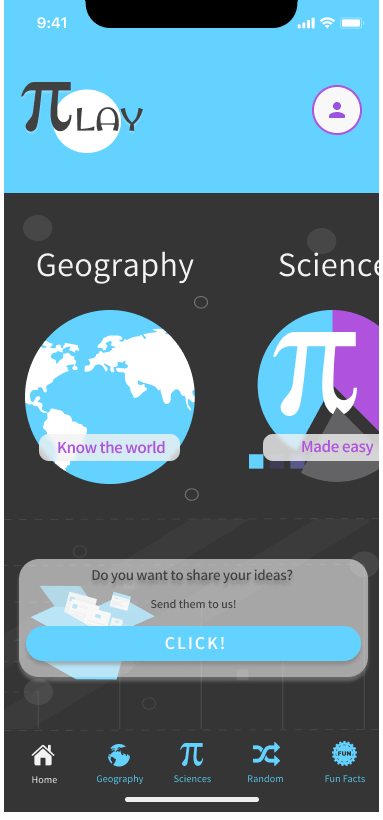 9:41
πLAY
Geography
Science
Know the world
Made easy
Do you want to share your ideas?
Send them to us!
CLICK!
FUN
Home
Geography
Sciences
Random
Fun Facts